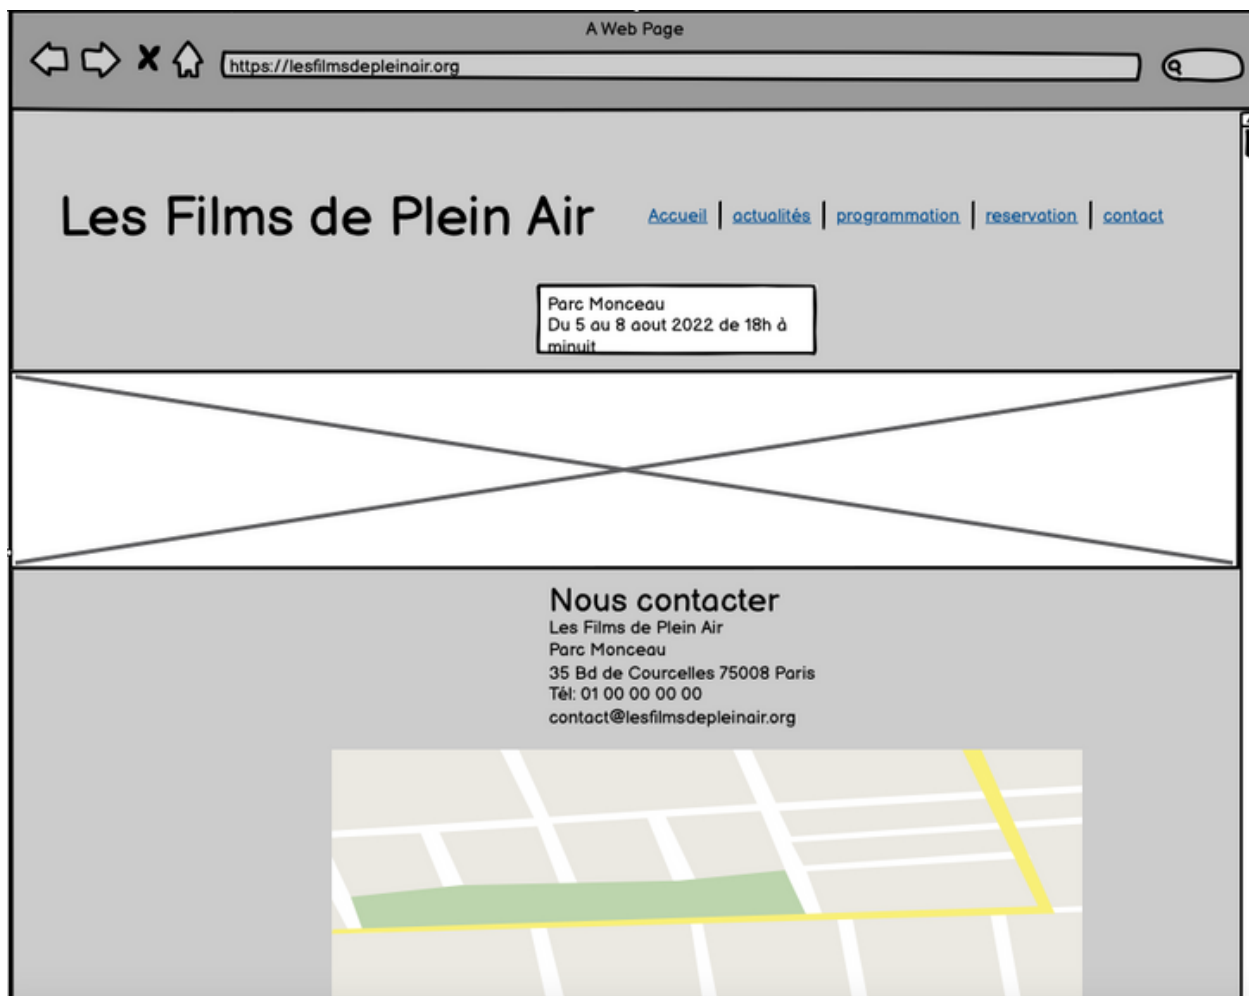 A Web Page
https://lesfilmsdepleinair.org
Les Films de Plein Air
Accueil | actualités | programmation | reservation | contact
Parc Monceau
Du 5 au 8 aout 2022 de 18h à
minuit
Nous contacter
Les Films de Plein Air
Parc Monceau
35 Bd de Courcelles 75008 Paris
Tél: 01 00 00 00 00
contact@lesfilmsdepleinair.org